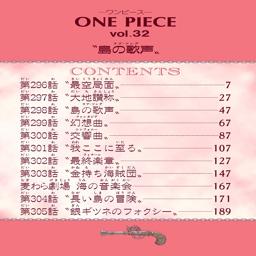 ーワンピースー
ONE PIECE
vol.32
〝島の歌声〟
CONTENTS
第296話〝最空局面〟 7
第297話〝大地讃称〟 27
第298話〝島の歌声〟 47
第299話〝幻想曲〟 67
第300話〝交響曲〟 87
第301話〝我ここに至る〟 107
第302話〝最終楽章〟 127
第303話〝金持ち海賊団〟 147
麦わら劇場 海の音楽会 167
第304話〝長い島の冒険〟 171
第305話〝銀ギツネのフォクシー〟 189